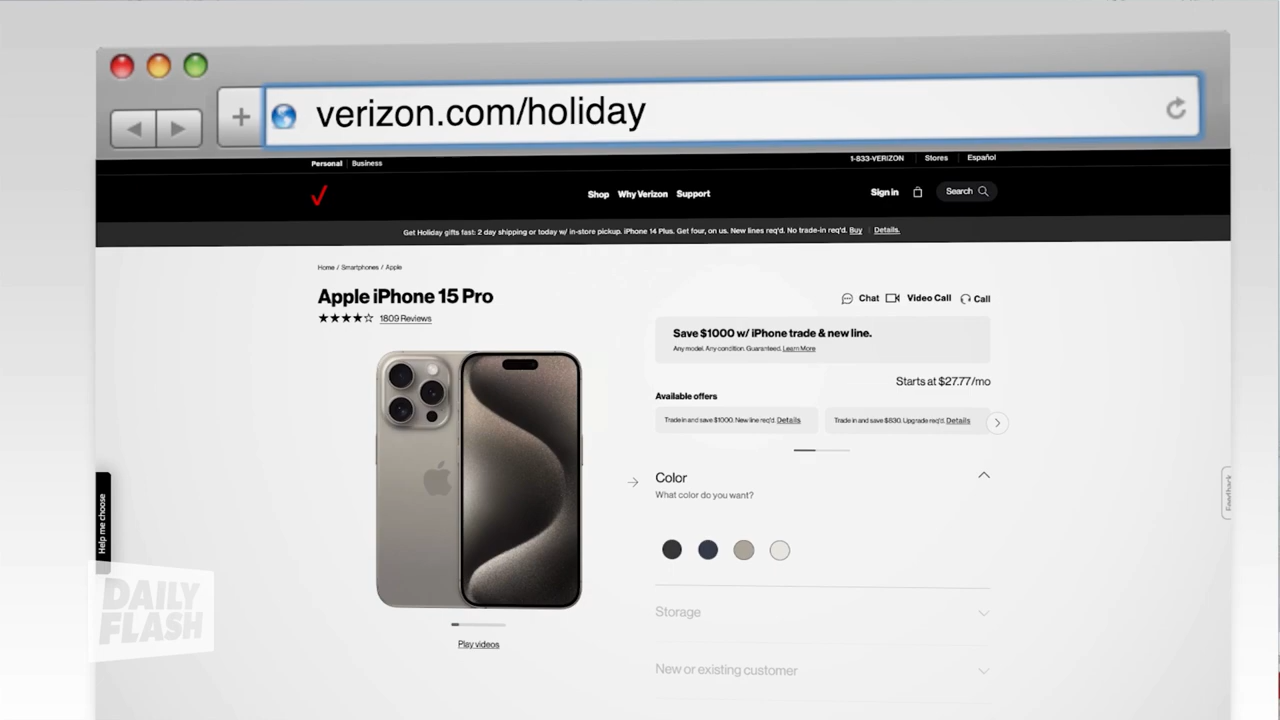 verizon.com/holiday
Personal Business
1-833-VERIZON Stores Español
Shop Why Verizon Support
Sign in Search
Get Holiday gifts fast: 2 day shipping or today w/ in-store pickup. iPhone 14 Plus. Get four, on us. New lines req'd. No trade-in req'd. Buy Details.
Home / Smartphones / Apple
Apple iPhone 15 Pro
1809 Reviews
Chat Video Call Call
Save $1000 w/ iPhone trade & new line.
Any model. Any condition. Guaranteed. Learn More
Starts at $27.77/mo
Available offers
Trade in and save $1000. New line req'd. Details
Trade in and save $830. Upgrade req'd. Details
Color
What color do you want?
Help me choose
Feedback
DAILY
FLASH
Storage
Play videos
New or existing customer